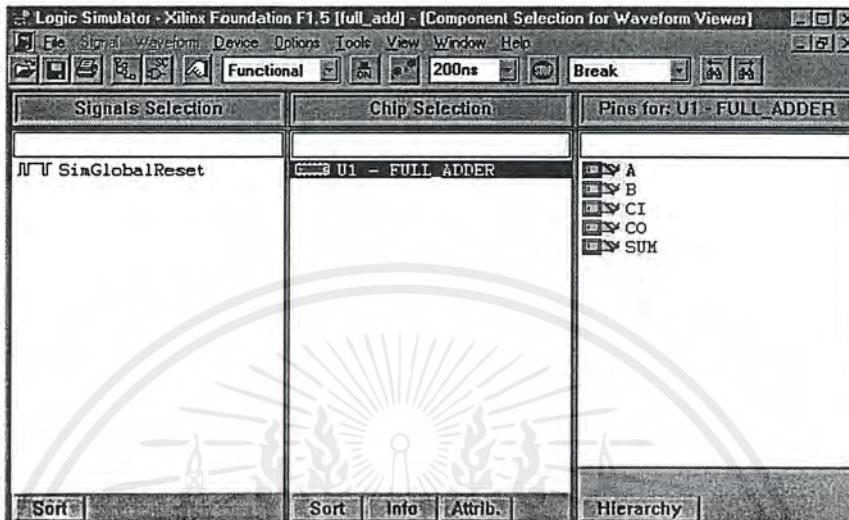 Logic Simulator - Xilinx Foundation F1.5 [full_add] - [Component Selection for Waveform Viewer]
File Signal Waveform Device Options Tools View Window Help
Functional ON 200ns STOP Break
Signals Selection Chip Selection Pins for: U1 - FULL_ADDER
SimGlobalReset U1 - FULL_ADDER A
B
CI
CO
SUM
Sort Sort Info Attrib. Hierarchy